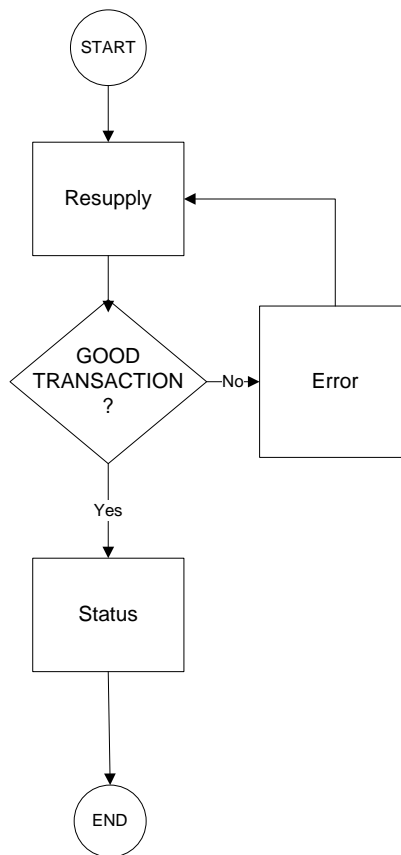 START
Resupply
GOOD
TRANSACTION
?
No
Error
Yes
Status
END